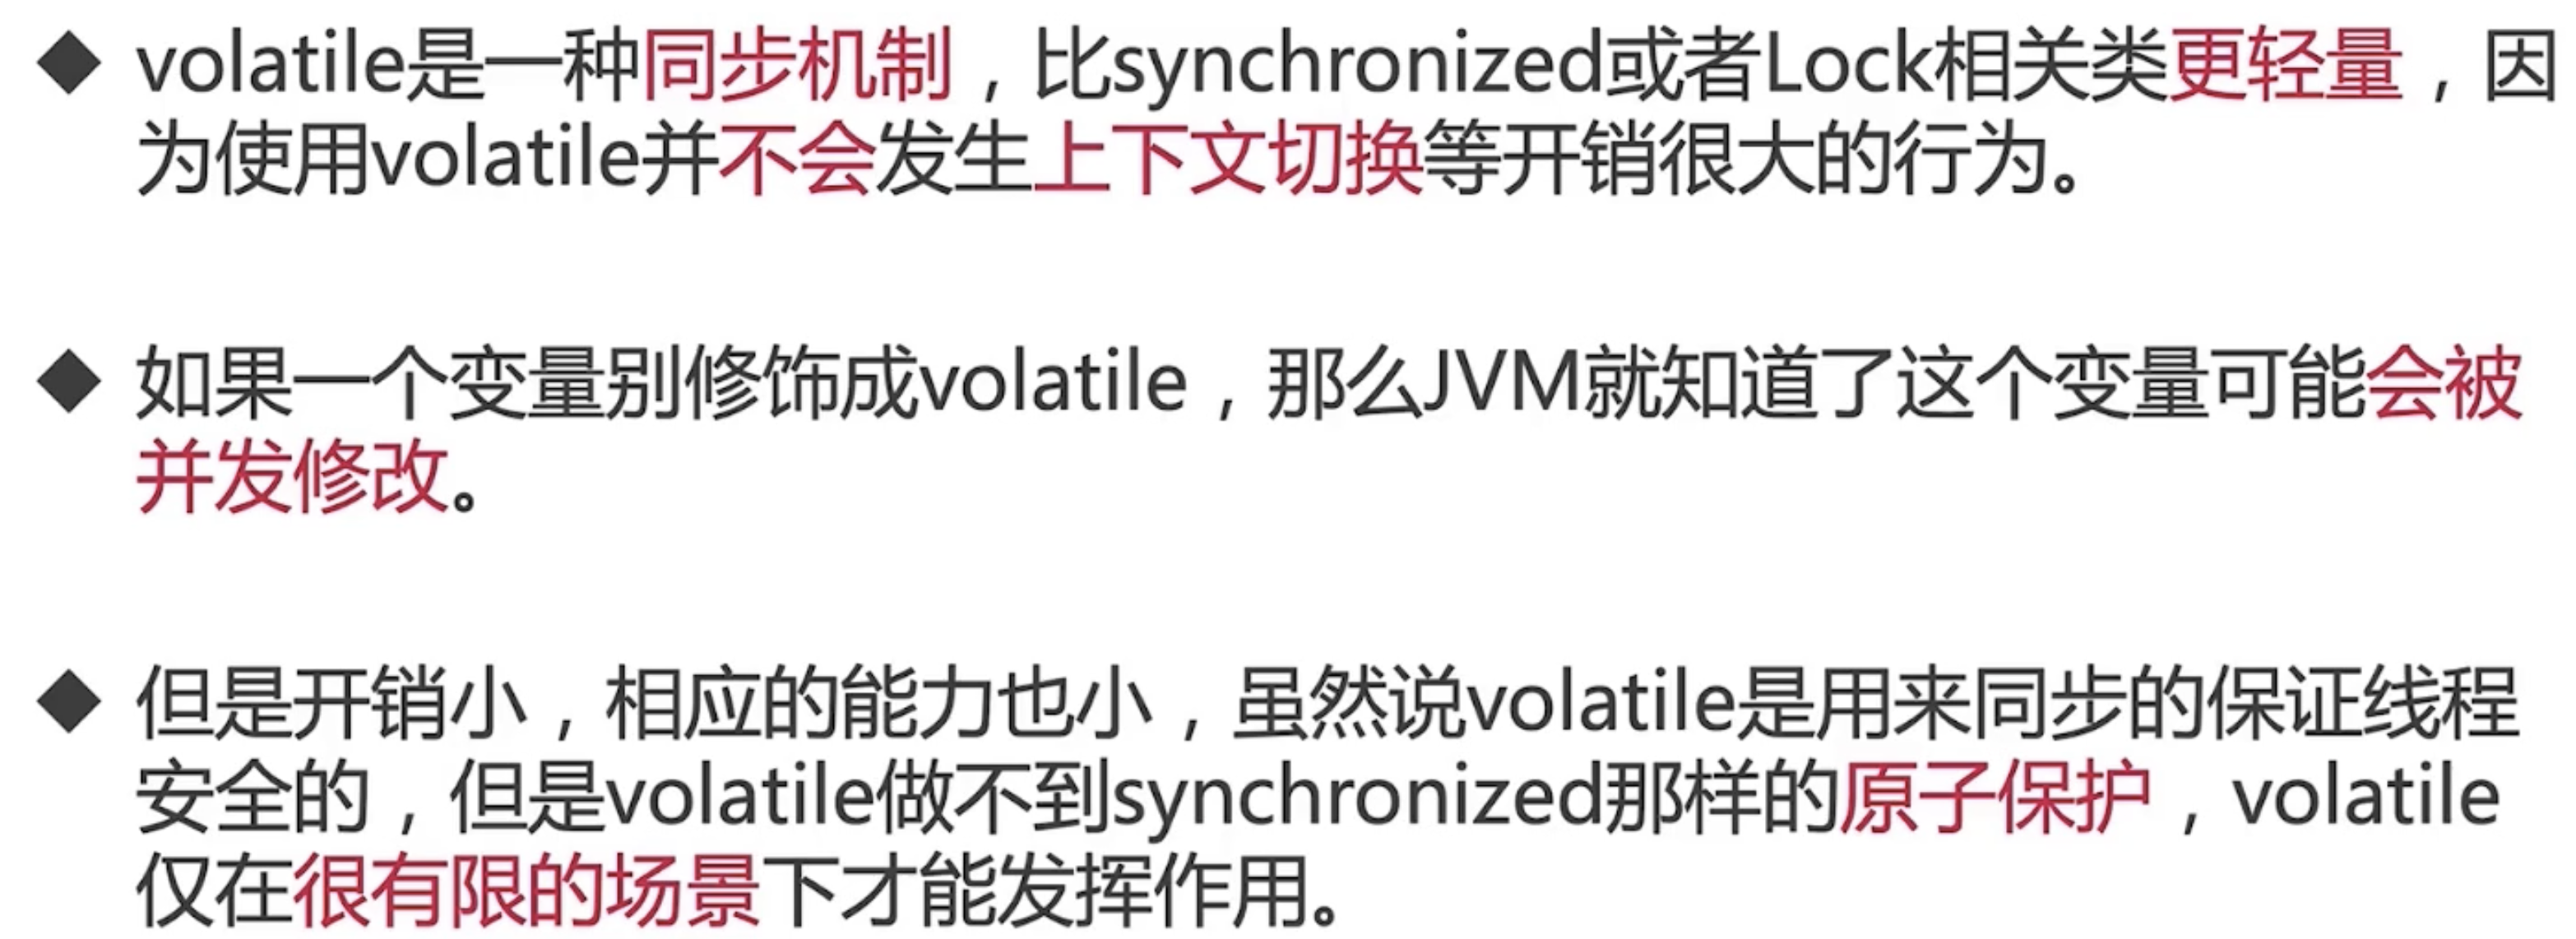 ◆ volatile是一种同步机制，比synchronized或者Lock相关类更轻量，因
为使用volatile并不会发生上下文切换等开销很大的行为。
◆ 如果一个变量别修饰成volatile，那么JVM就知道了这个变量可能会被
并发修改。
◆ 但是开销小，相应的能力也小，虽然说volatile是用来同步的保证线程
安全的，但是volatile做不到synchronized那样的原子保护，volatile
仅在很有限的场景下才能发挥作用。